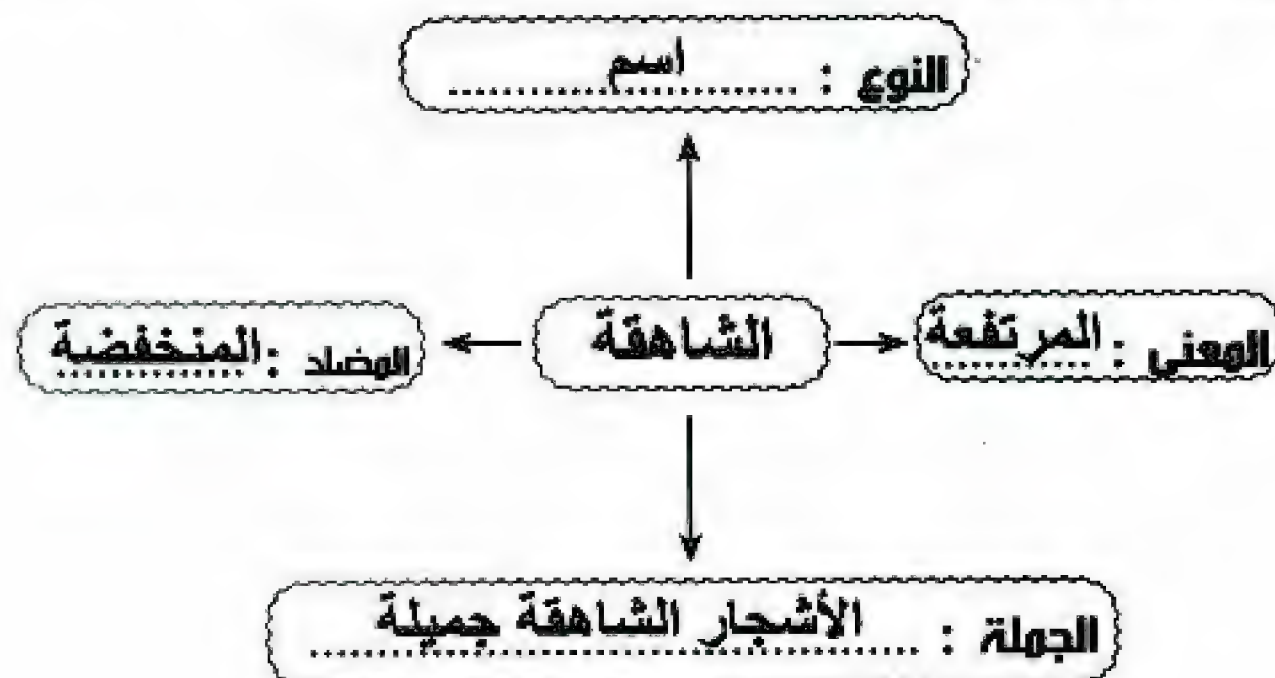 النوع : اسم
المعنى : المرتفعة
الشاهقة
المضاد : المنخفضة
الجملة : الأشجار الشاهقة جميلة